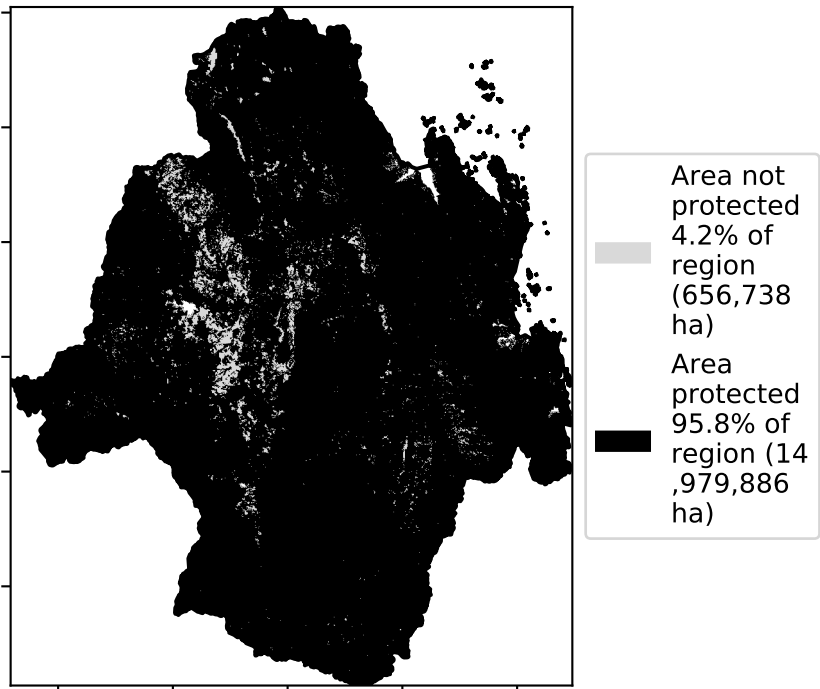 Area not
protected
4.2% of
region
(656,738
ha)
Area
protected
95.8% of
region (14
,979,886
ha)